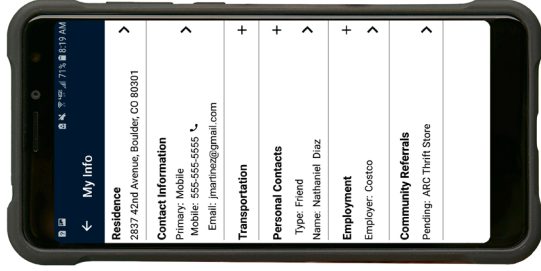 71% 8:19 AM
My Info
Residence
2837 42nd Avenue, Boulder, CO 80301
Contact Information
Primary: Mobile
Mobile: 555-555-5555
Email: jmartinez@gmail.com
Transportation
Personal Contacts
Type: Friend
Name: Nathaniel Diaz
Employment
Employer: Costco
Community Referrals
Pending: ARC Thrift Store